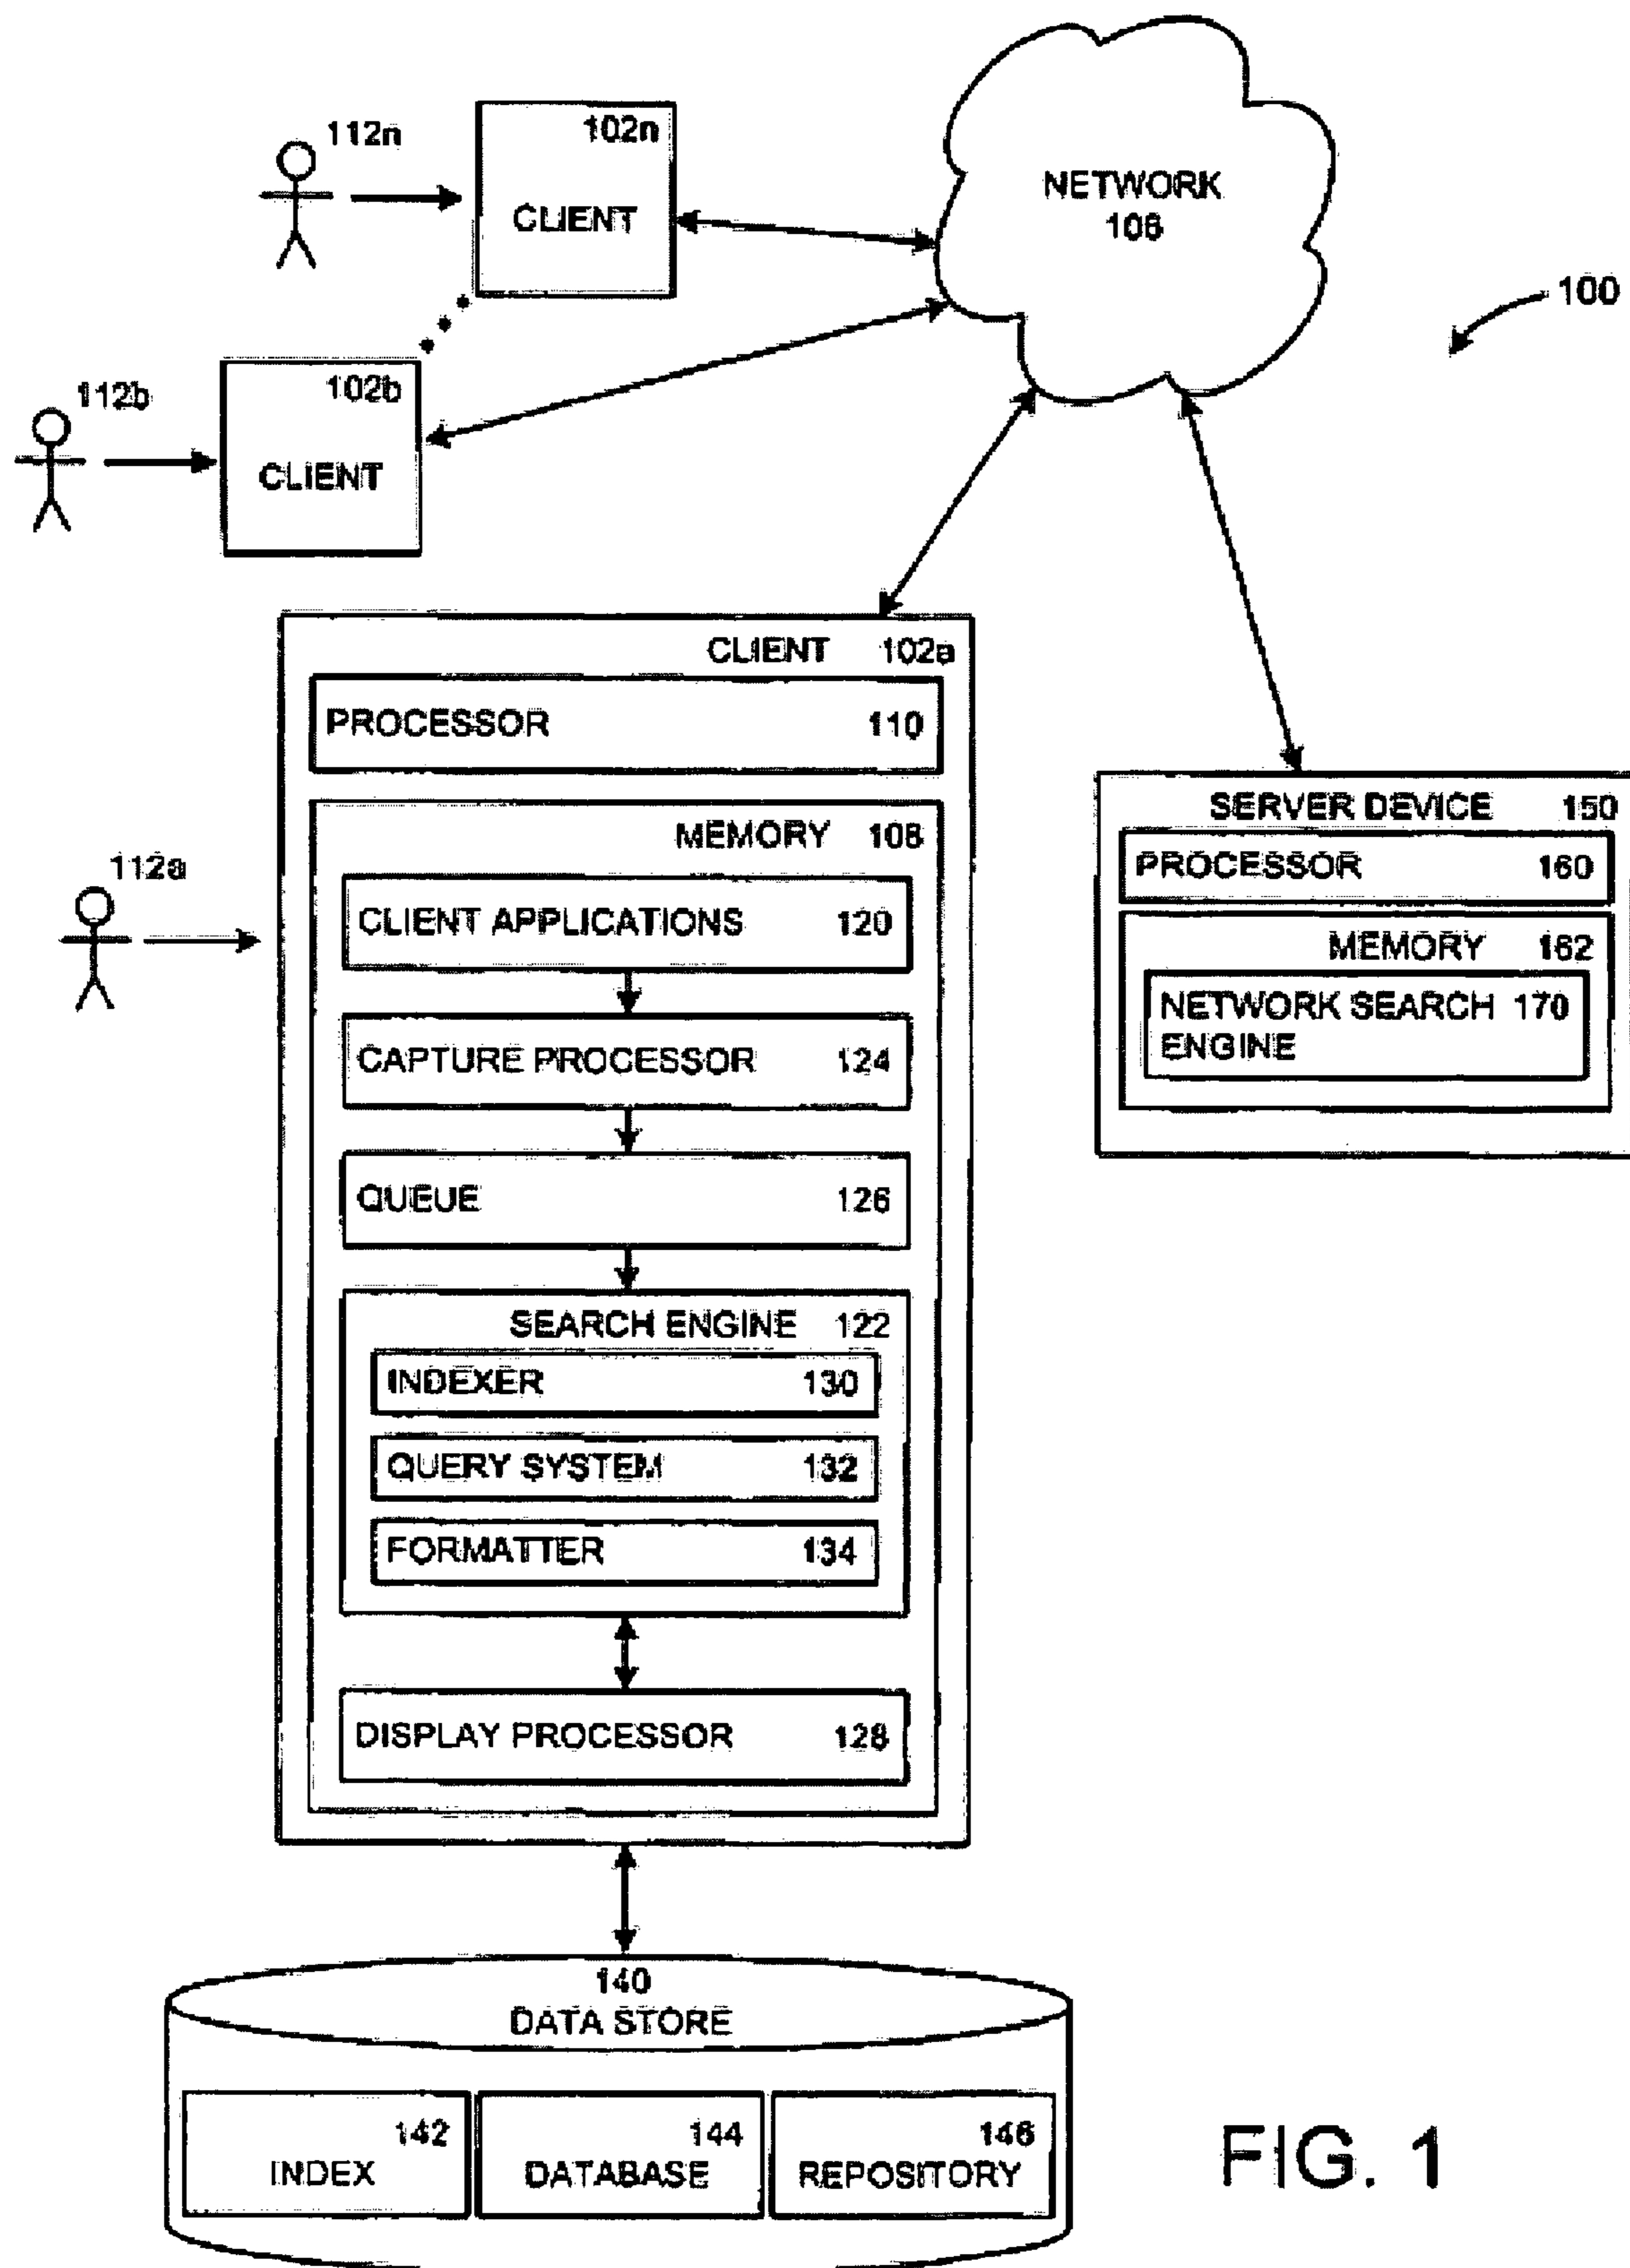 112n
102n
CLIENT
NETWORK
106
100
112b
102b
CLIENT
CLIENT 102a
PROCESSOR 110
MEMORY 108
112a
CLIENT APPLICATIONS 120
CAPTURE PROCESSOR 124
QUEUE 126
SEARCH ENGINE 122
INDEXER 130
QUERY SYSTEM 132
FORMATTER 134
DISPLAY PROCESSOR 128
SERVER DEVICE 150
PROCESSOR 160
MEMORY 162
NETWORK SEARCH 170
ENGINE
140
DATA STORE
142
INDEX
144
DATABASE
146
REPOSITORY
FIG. 1